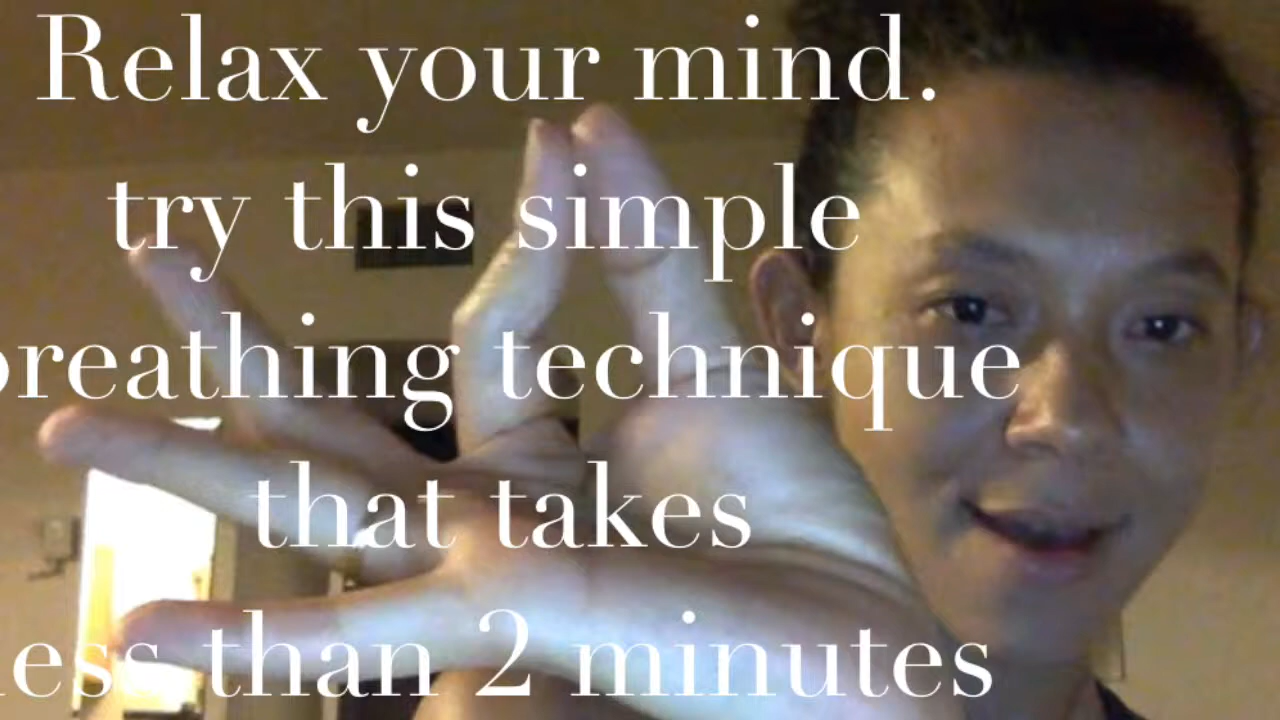 Relax your mind.
try this simple
breathing technique
that takes
less than 2 minutes